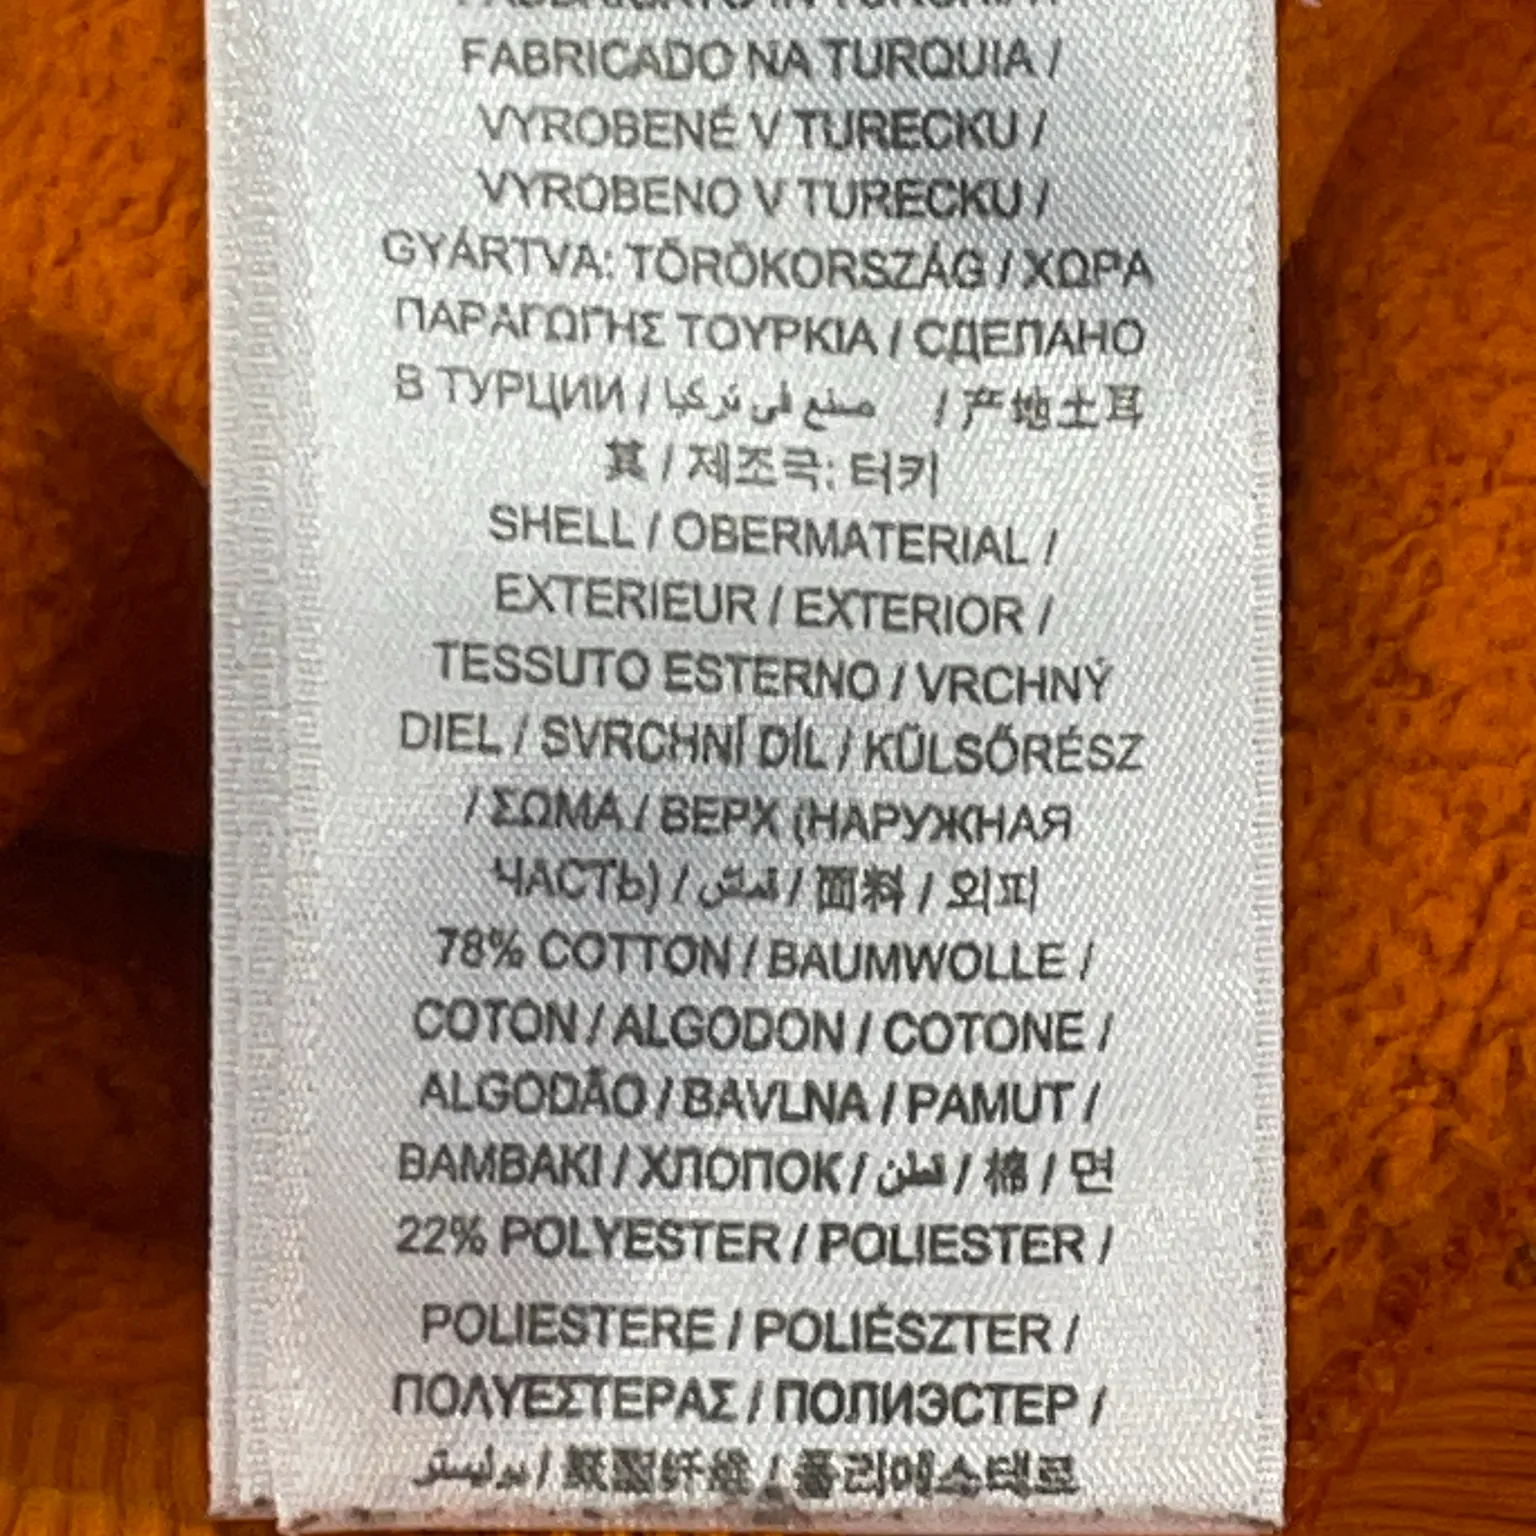 FABRICATO IN TURCHIA /
FABRICADO NA TURQUIA /
VYROBENÉ V TURECKU /
VYROBENO V TURECKU /
GYÁRTVA: TÖRÖKORSZÁG / ΧΩΡΑ
ΠΑΡΑΓΩΓΗΣ ΤΟΥΡΚΙΑ / СДЕЛАНО
В ТУРЦИИ / صنع في تركيا / 产地土耳
其 / 제조국: 터키
SHELL / OBERMATERIAL /
EXTERIEUR / EXTERIOR /
TESSUTO ESTERNO / VRCHNÝ
DIEL / SVRCHNÍ DÍL / KÜLSŐRÉSZ
/ ΣΩΜΑ / ВЕРХ (НАРУЖНАЯ
ЧАСТЬ) / قماش / 面料 / 외피
78% COTTON / BAUMWOLLE /
COTON / ALGODON / COTONE /
ALGODÃO / BAVLNA / PAMUT /
BAMBAKI / ХЛОПОК / قطن / 棉 / 면
22% POLYESTER / POLIESTER /
POLIESTERE / POLIÉSZTER /
ΠΟΛΥΕΣΤΕΡΑΣ / ПОЛИЭСТЕР /
بوليستر / 聚酯纤维 / 폴리에스테르